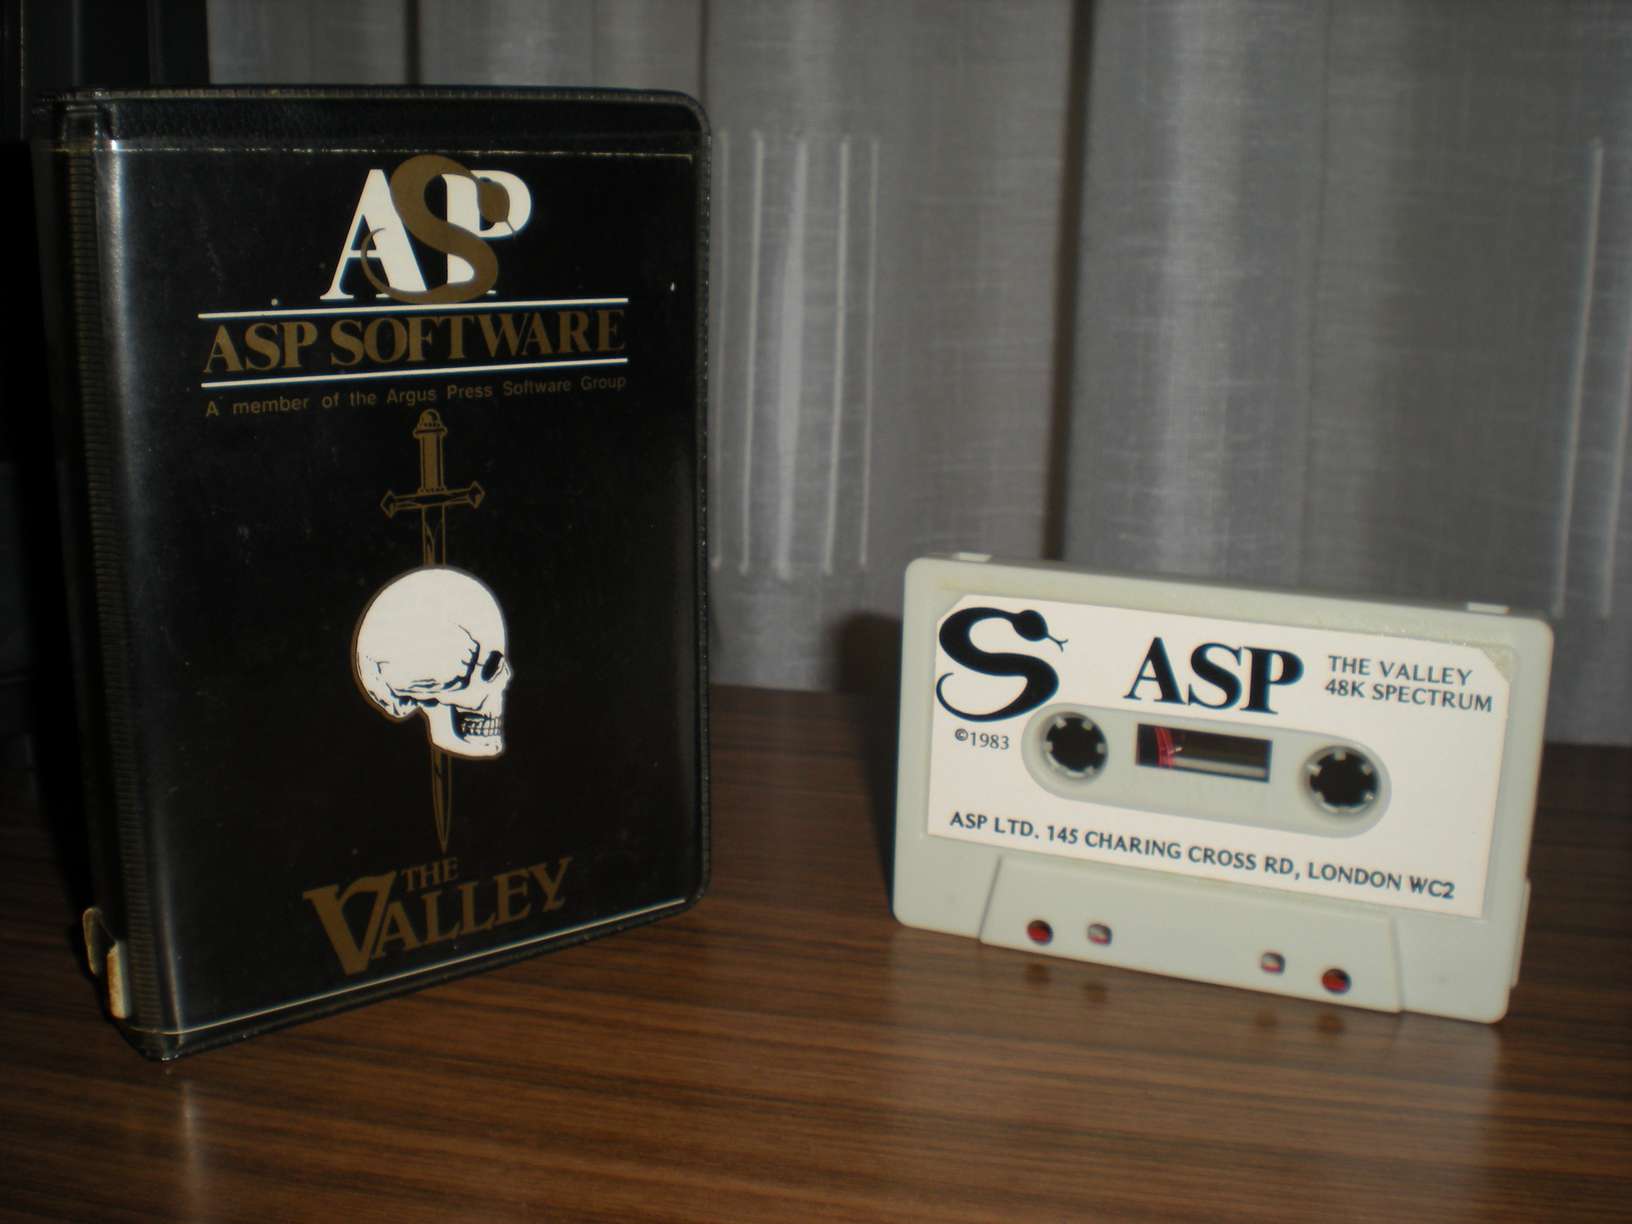 ASP
ASP SOFTWARE
A member of the Argus Press Software Group
THE
VALLEY
S ASP
THE VALLEY
48K SPECTRUM
©1983
ASP LTD. 145 CHARING CROSS RD, LONDON WC2